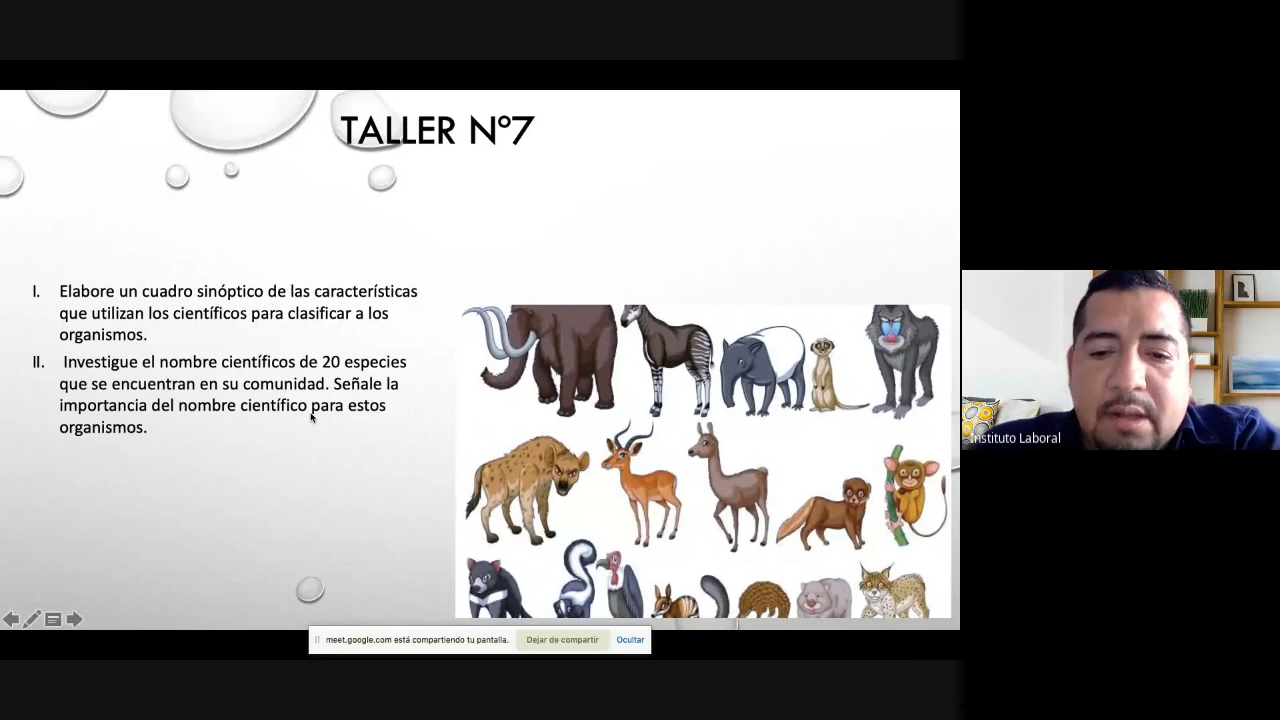 TALLER N°7
I. Elabore un cuadro sinóptico de las características
que utilizan los científicos para clasificar a los
organismos.
II. Investigue el nombre científicos de 20 especies
que se encuentran en su comunidad. Señale la
importancia del nombre científico para estos
organismos.
Instituto Laboral
meet.google.com está compartiendo tu pantalla. Dejar de compartir Ocultar